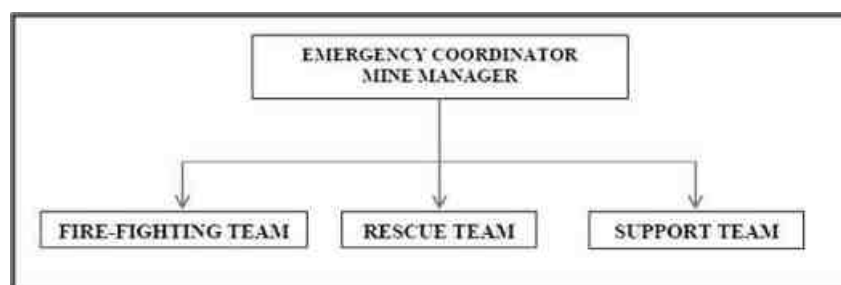 EMERGENCY COORDINATOR
MINE MANAGER
FIRE-FIGHTING TEAM
RESCUE TEAM
SUPPORT TEAM